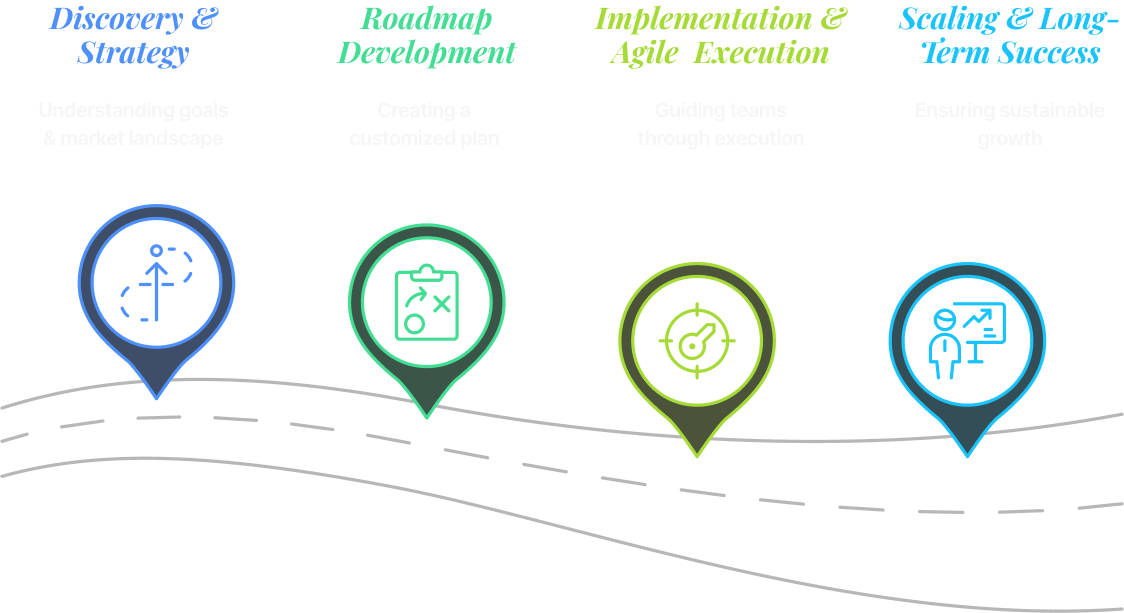 Discovery &
Strategy
Understanding goals
& market landscape
Roadmap
Development
Creating a
customized plan
Implementation &
Agile Execution
Guiding teams
through execution
Scaling & Long-
Term Success
Ensuring sustainable
growth